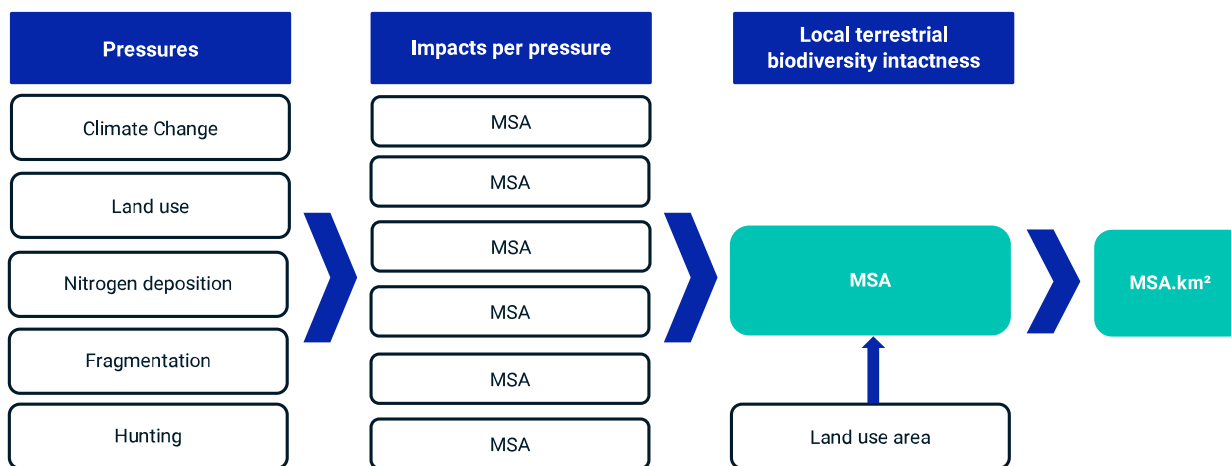 Pressures
Climate Change
Land use
Nitrogen deposition
Fragmentation
Hunting
Impacts per pressure
MSA
MSA
MSA
MSA
MSA
MSA
Local terrestrial
biodiversity intactness
MSA
Land use area
MSA.km²